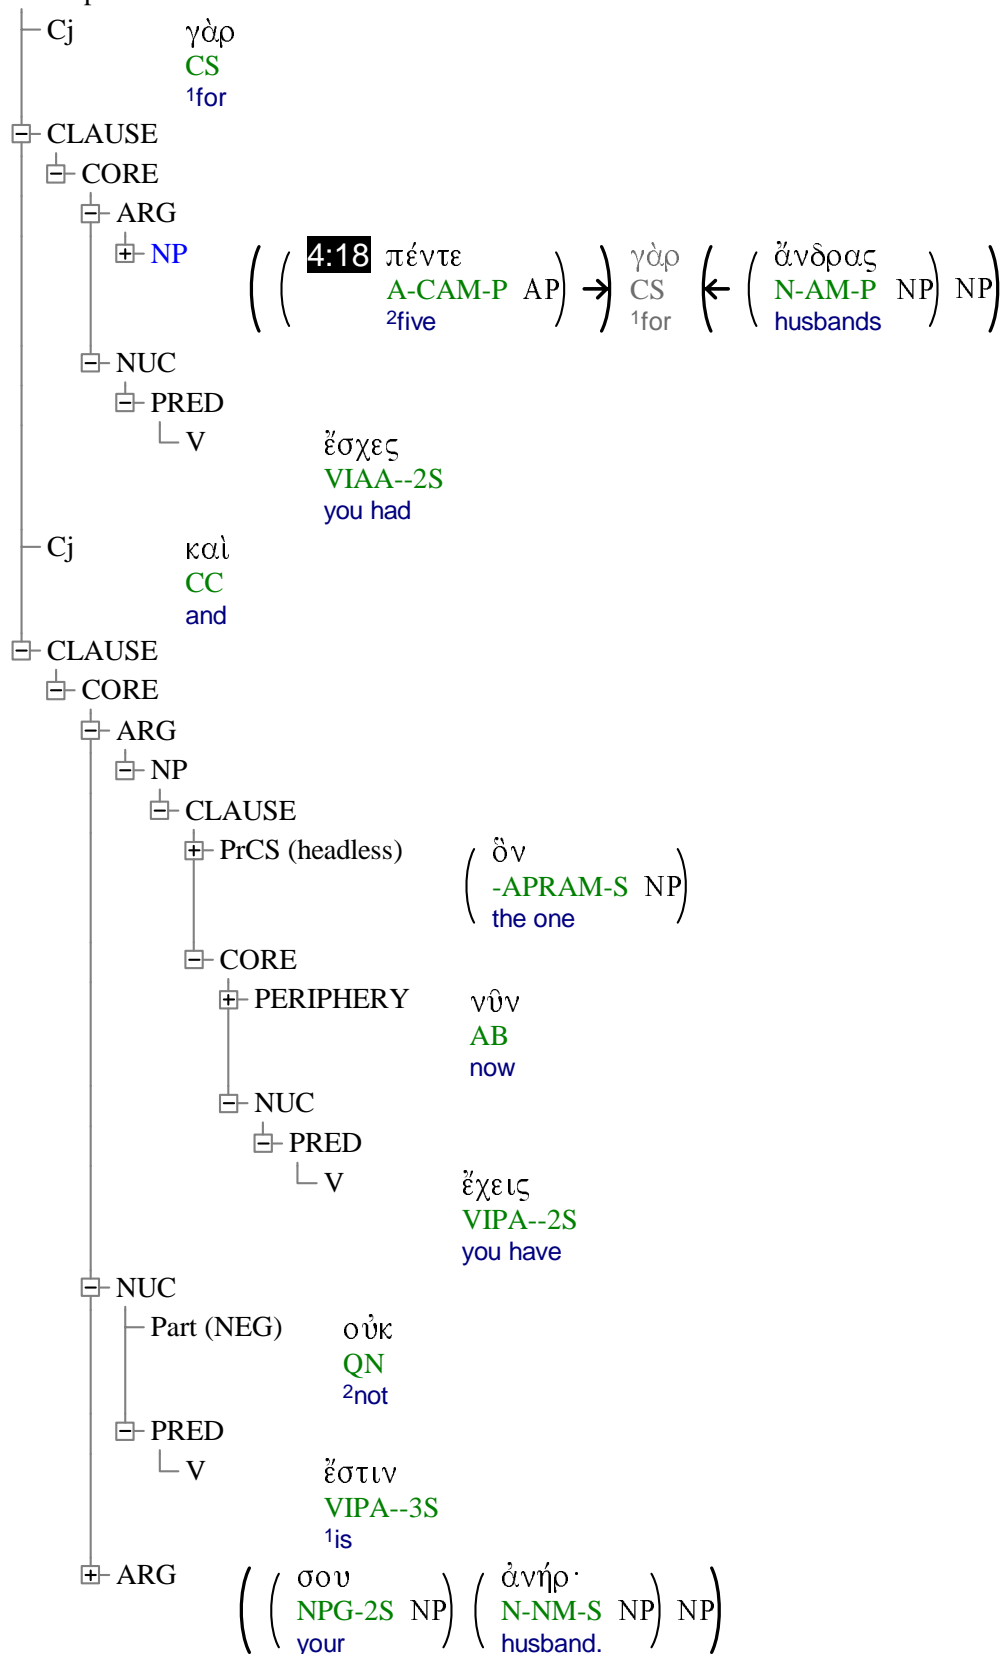 Cj γὰρ
CS
1for
CLAUSE
CORE
ARG
NP ( ( 4:18 πέντε γὰρ ( ἄνδρας
A-CAM-P AP) → ) CS ( ← ( N-AM-P NP) NP)
2five 1for husbands
NUC
PRED
V ἔσχες
VIAA--2S
you had
Cj καὶ
CC
and
CLAUSE
CORE
ARG
NP
CLAUSE
PrCS (headless) ( ὃν
-APRAM-S NP)
the one
CORE
PERIPHERY νῦν
AB
now
NUC
PRED
V ἔχεις
VIPA--2S
you have
NUC
Part (NEG) οὐκ
QN
2not
PRED
V ἔστιν
VIPA--3S
1is
ARG ( ( σου ( ἀνήρ·
NPG-2S NP) N-NM-S NP) NP)
your husband.